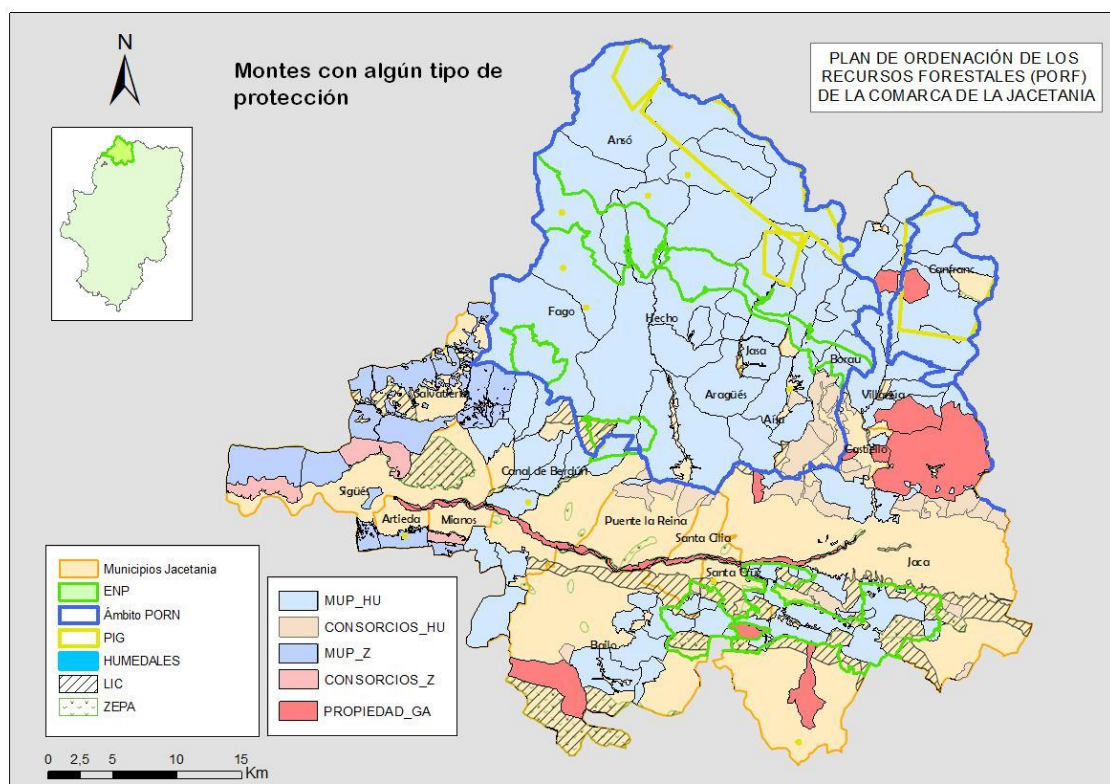 N
Montes con algún tipo de
protección
PLAN DE ORDENACIÓN DE LOS
RECURSOS FORESTALES (PORF)
DE LA COMARCA DE LA JACETANIA
Ansó
Canfranc
Fago
Hecho
Jasa
Borau
Aragüés
Villanúa
Salvatierra
Aísa
Castiello
Canal de Berdún
Sigüés
Artieda
Mianos
Puente la Reina
Santa Cilia
Jaca
Santa Cruz
Bailo
Municipios Jacetania
ENP
Ámbito PORN
PIG
HUMEDALES
LIC
ZEPA
MUP_HU
CONSORCIOS_HU
MUP_Z
CONSORCIOS_Z
PROPIEDAD_GA
0 2,5 5 10 15
Km